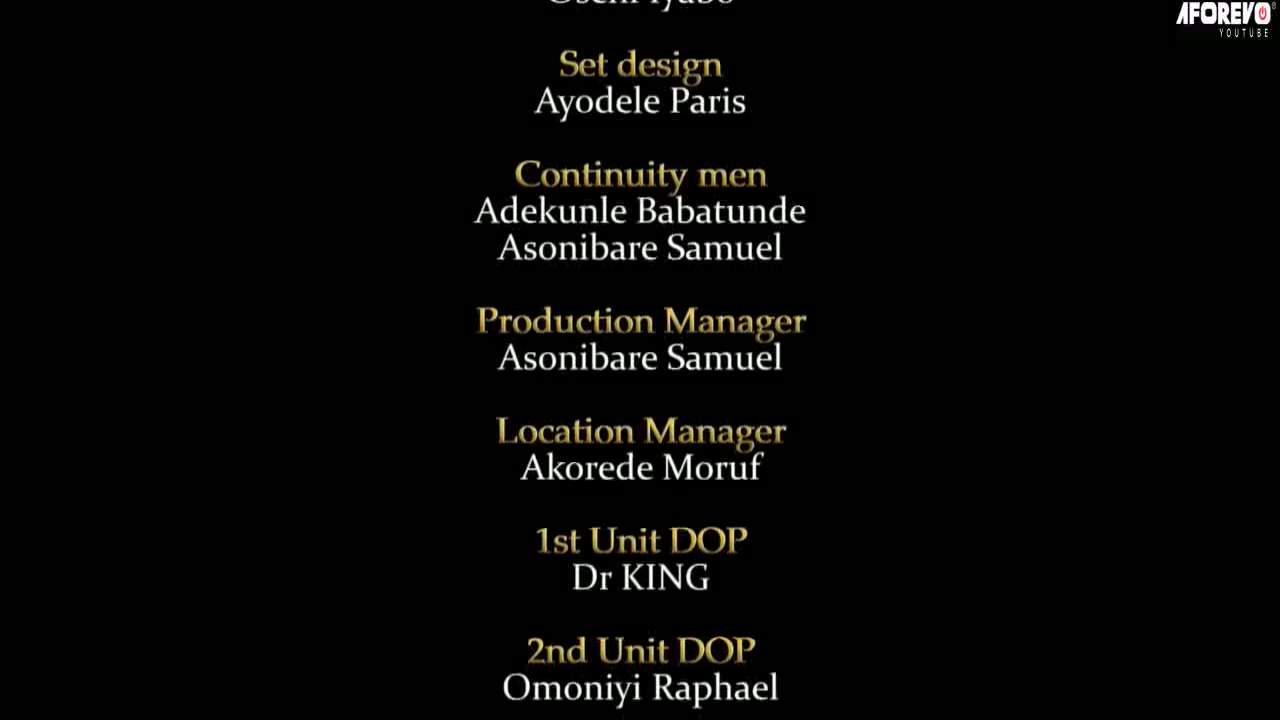 AFOREVO
YOUTUBE
Set design
Ayodele Paris
Continuity men
Adekunle Babatunde
Asonibare Samuel
Production Manager
Asonibare Samuel
Location Manager
Akorede Moruf
1st Unit DOP
Dr KING
2nd Unit DOP
Omoniyi Raphael